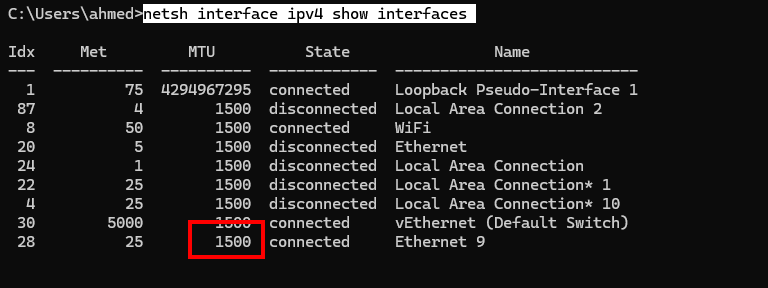 C:\Users\ahmed>netsh interface ipv4 show interfaces
Idx Met MTU State Name
--- ---------- ---------- ------------ ---------------------------
1 75 4294967295 connected Loopback Pseudo-Interface 1
87 4 1500 disconnected Local Area Connection 2
8 50 1500 connected WiFi
20 5 1500 disconnected Ethernet
24 1 1500 disconnected Local Area Connection
22 25 1500 disconnected Local Area Connection* 1
4 25 1500 disconnected Local Area Connection* 10
30 5000 1500 connected vEthernet (Default Switch)
28 25 1500 connected Ethernet 9